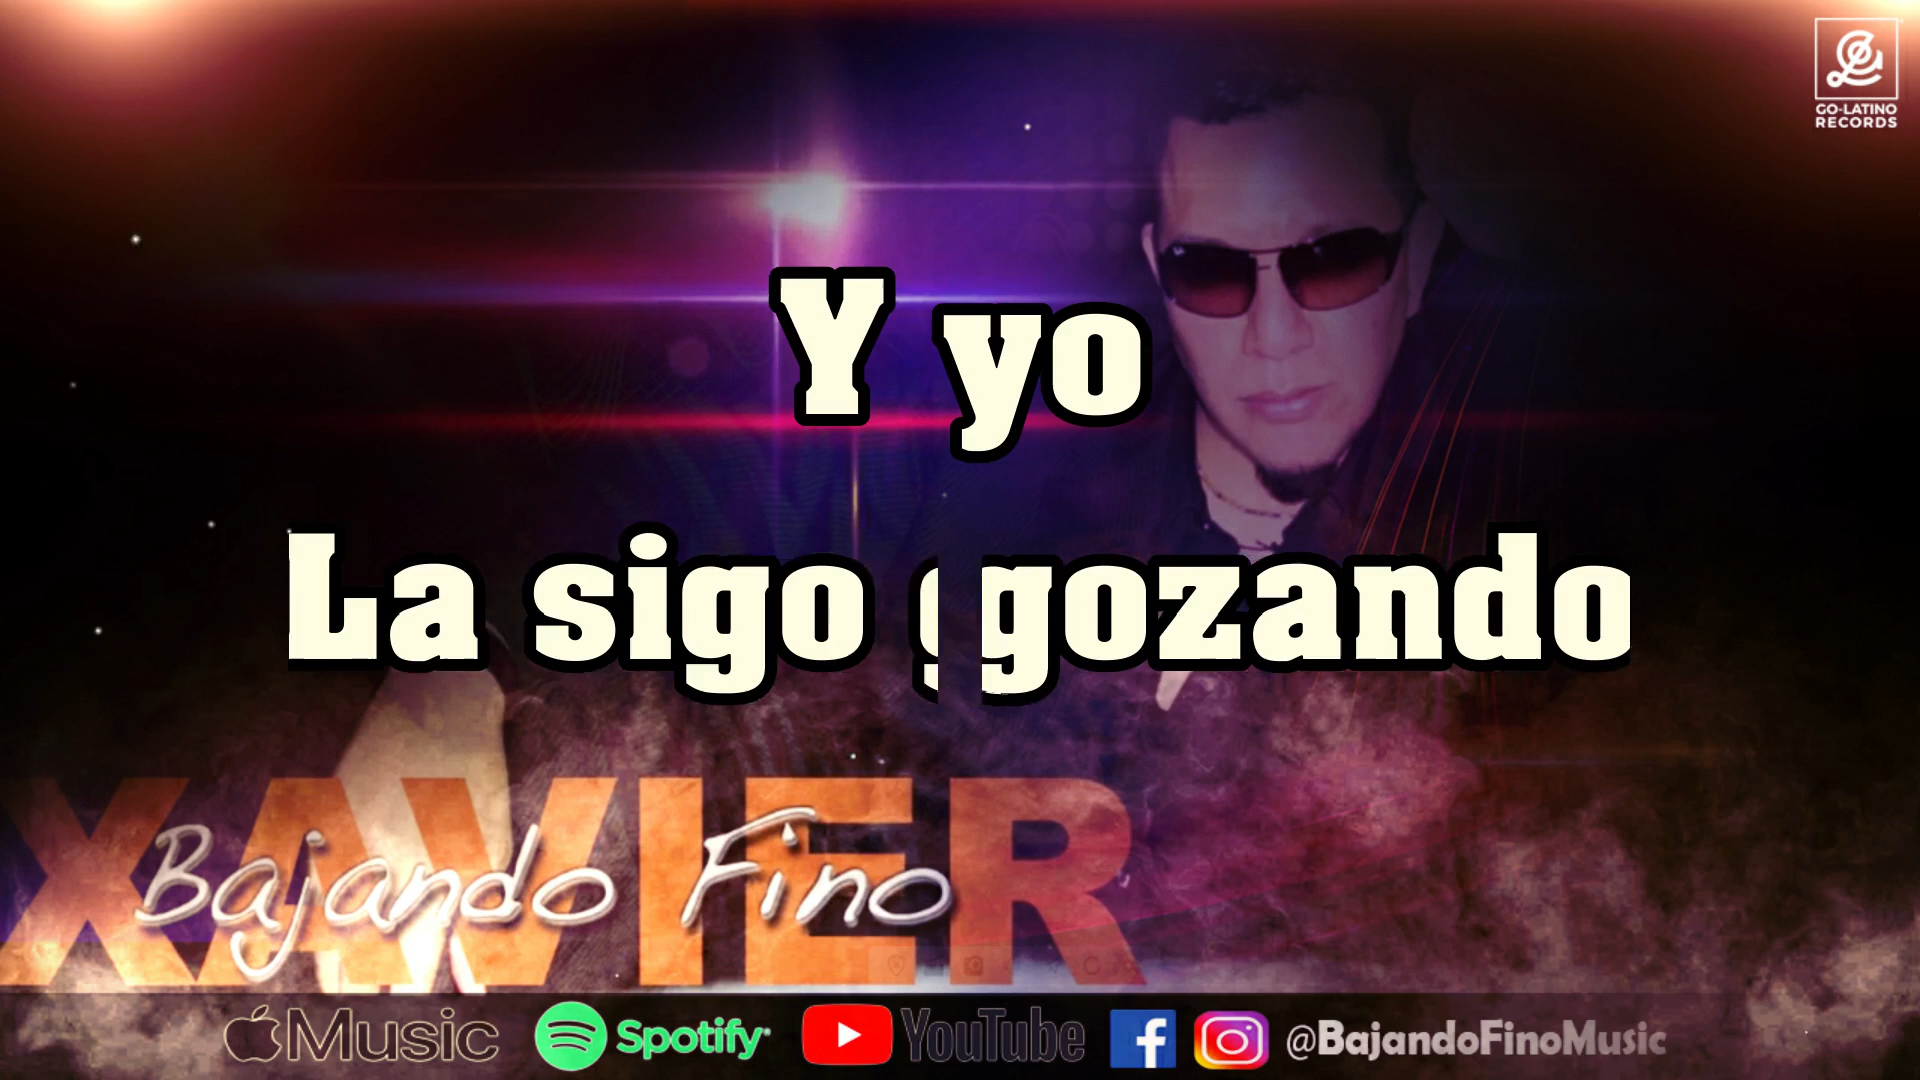 GO-LATINO
RECORDS
Y yo
La sigo gozando
XAVIER
Bajando Fino
Music
Spotify
YouTube
@BajandoFinoMusic